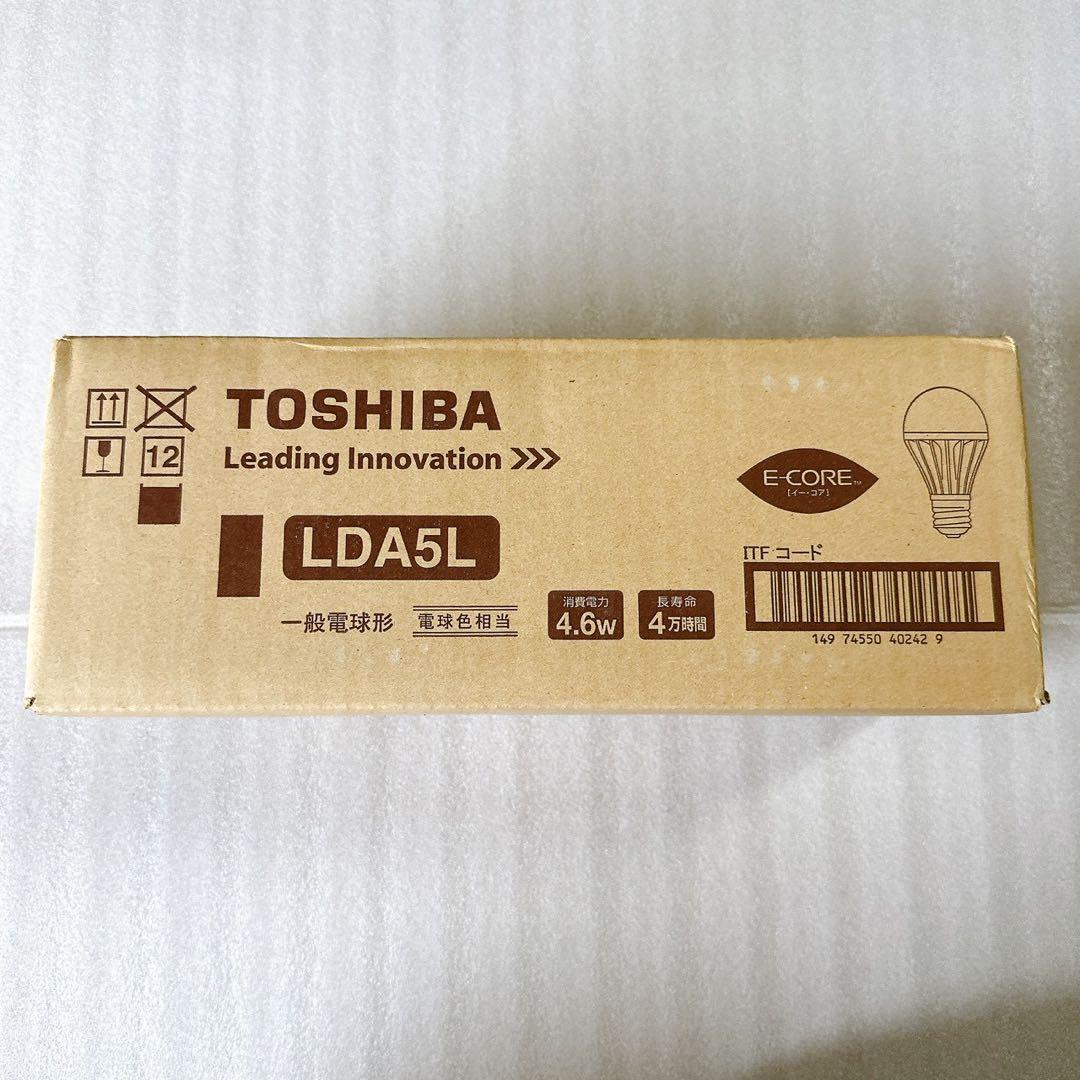 TOSHIBA
Leading Innovation >>>
12
LDA5L
一般電球形 電球色相当
消費電力
4.6W
長寿命
4万時間
E-CORE™
[イー・コア]
ITF コード
149 74550 40242 9